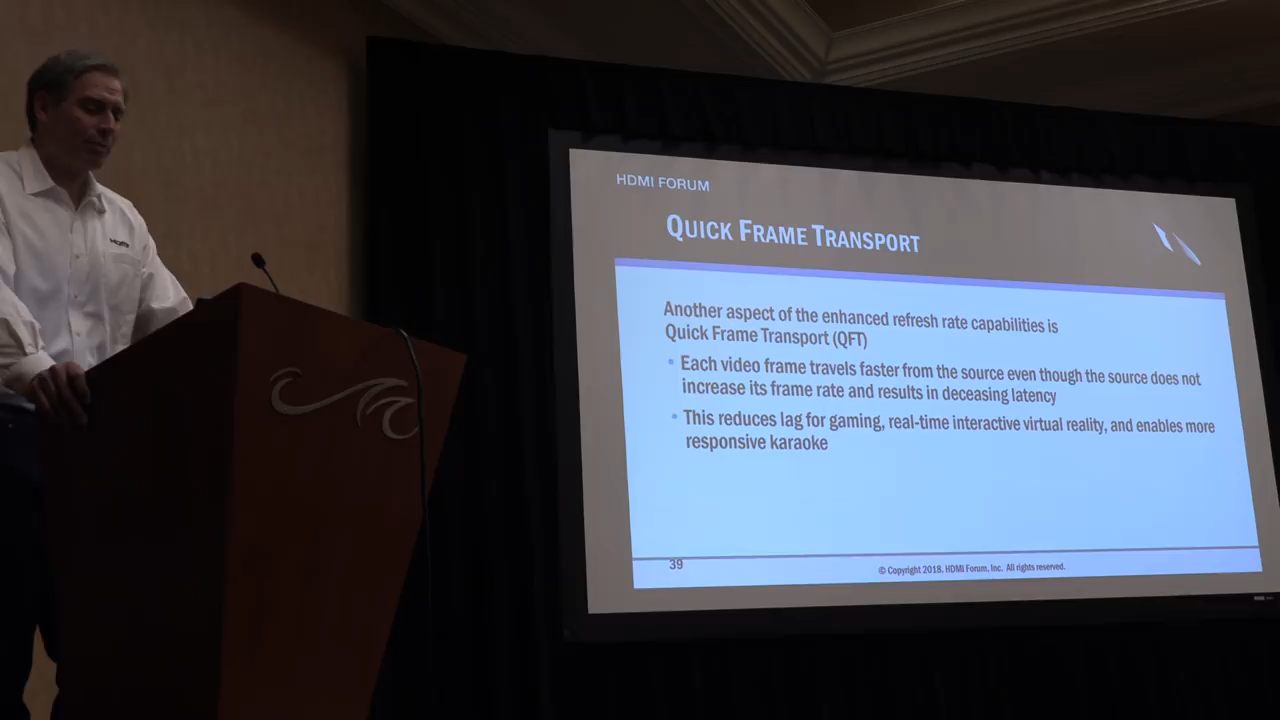 HDMI FORUM
QUICK FRAME TRANSPORT
Another aspect of the enhanced refresh rate capabilities is
Quick Frame Transport (QFT)
• Each video frame travels faster from the source even though the source does not
increase its frame rate and results in deceasing latency
• This reduces lag for gaming, real-time interactive virtual reality, and enables more
responsive karaoke
39
© Copyright 2018. HDMI Forum, Inc. All rights reserved.